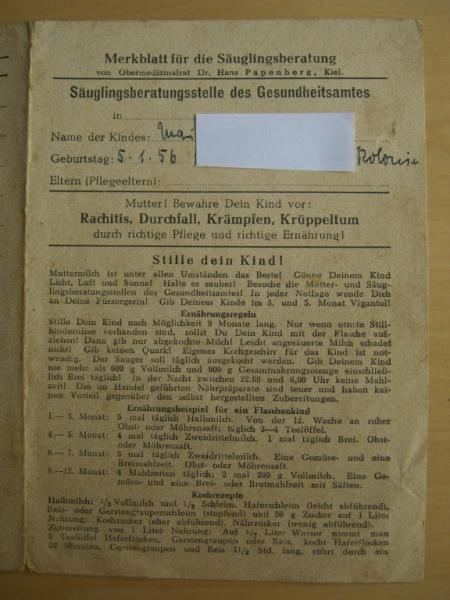 Merkblatt für die Säuglingsberatung
von Obermedizinalrat Dr. Hans Papenberg, Kiel.
Säuglingsberatungsstelle des Gesundheitsamtes
in
Name der Kindes:
Geburtstag: 5. 1. 56
Eltern (Pflegeeltern):
Mutter! Bewahre Dein Kind vor:
Rachitis, Durchfall, Krämpfen, Krüppeltum
durch richtige Pflege und richtige Ernährung!
Stille dein Kind!
Muttermilch ist unter allen Umständen das Beste! Gönne Deinem Kind
Licht, Luft und Sonne! Halte es sauber! Besuche die Mütter- und Säug-
lingsberatungsstellen des Gesundheitsamtes! In jeder Notlage wende Dich
an Deine Fürsorgerin! Gib Deinem Kinde im 3. und 5. Monat Vigantol!
Ernährungsregeln
Stille Dein Kind nach Möglichkeit 9 Monate lang. Nur wenn ernste Still-
hindernisse vorhanden sind, sollst Du Dein Kind mit der Flasche auf-
ziehen! Dann gib nur abgekochte Milch! Leicht angesäuerte Milch schadet
nicht! Gib keinen Quark! Eigenes Kochgeschirr für das Kind ist not-
wendig. Der Sauger soll täglich ausgekocht werden. Gib Deinem Kind
nie mehr als 600 g Vollmilch und 900 g Gesamtnahrungsmenge einschließ-
lich Brei täglich! In der Nacht zwischen 22.00 und 6,00 Uhr keine Mahl-
zeit! Die im Handel geführten Nährpräparate sind teuer und haben kei-
nen Vorteil gegenüber den selbst hergestellten Zubereitungen.
Ernährungsbeispiel für ein Flaschenkind
1.— 3. Monat: 5 mal täglich Halbmilch. Von der 12. Woche an roher
Obst- oder Möhrensaft; täglich 3—4 Teelöffel.
4.— 5. Monat: 4 mal täglich Zweidrittelmilch. 1 mal täglich Brei. Obst-
oder Möhrensaft.
6.— 7. Monat: 3 mal täglich Zweidrittelmilch. Eine Gemüse- und eine
Breimahlzeit. Obst- oder Möhrensaft.
8.—12. Monat: 4 Mahlzeiten täglich; 2 mal 200 g Vollmilch. Eine Ge-
müse- und eine Brei- oder Brotmahlzeit mit Säften.
Kochrezepte
Halbmilch: 1/2 Vollmilch und 1/2 Schleim. Haferschleim (leicht abführend),
Reis- oder Gerstengraupenschleim (stopfend) und 50 g Zucker auf 1 Liter
Nahrung: Kochzucker (eher abführend). Nährzucker (wenig abführend).
Zubereitung von 1 Liter Nahrung: Auf 1/2 Liter Wasser nimmt man
5 Teelöffel Haferflocken, Gerstengraupen oder Reis, kocht Haferflocken
20 Minuten, Gerstengraupen und Reis 1 1/2 Std. lang, rührt durch ein